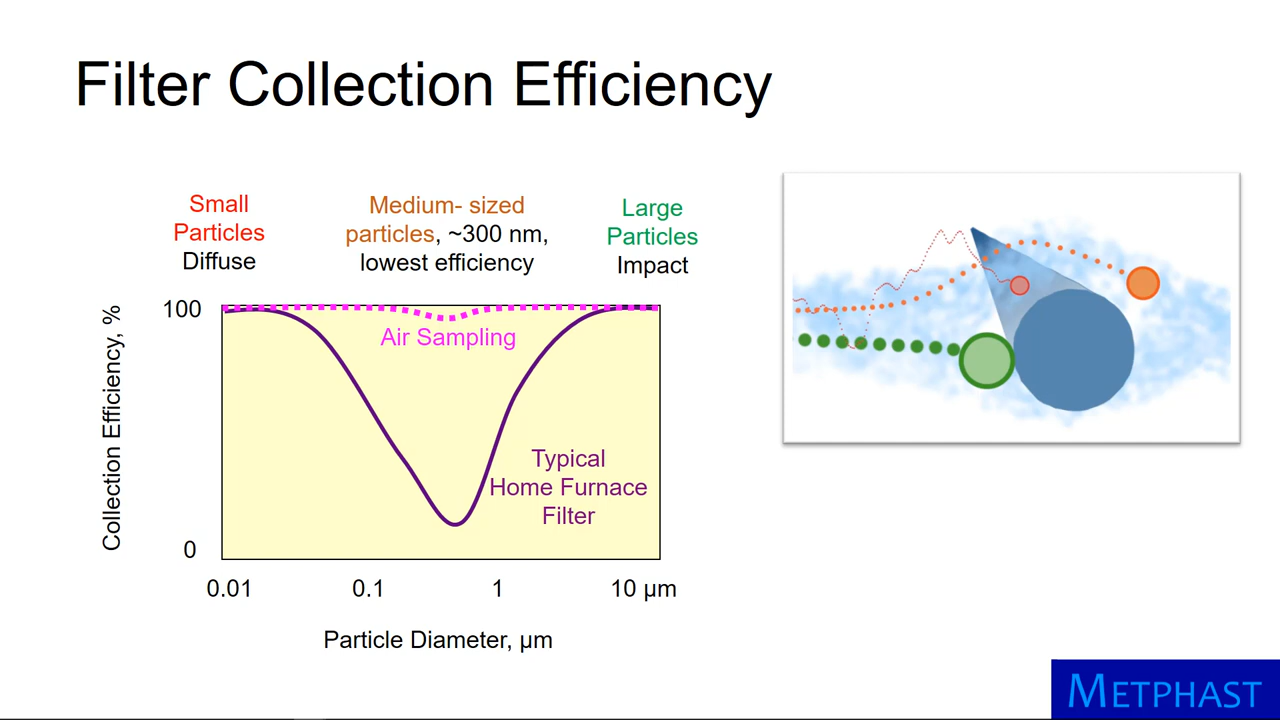 Filter Collection Efficiency
Small
Particles
Diffuse
Medium- sized
particles, ~300 nm,
lowest efficiency
Large
Particles
Impact
Collection Efficiency, %
100
0
Air Sampling
Typical
Home Furnace
Filter
0.01
0.1
1
10 µm
Particle Diameter, µm
METPHAST